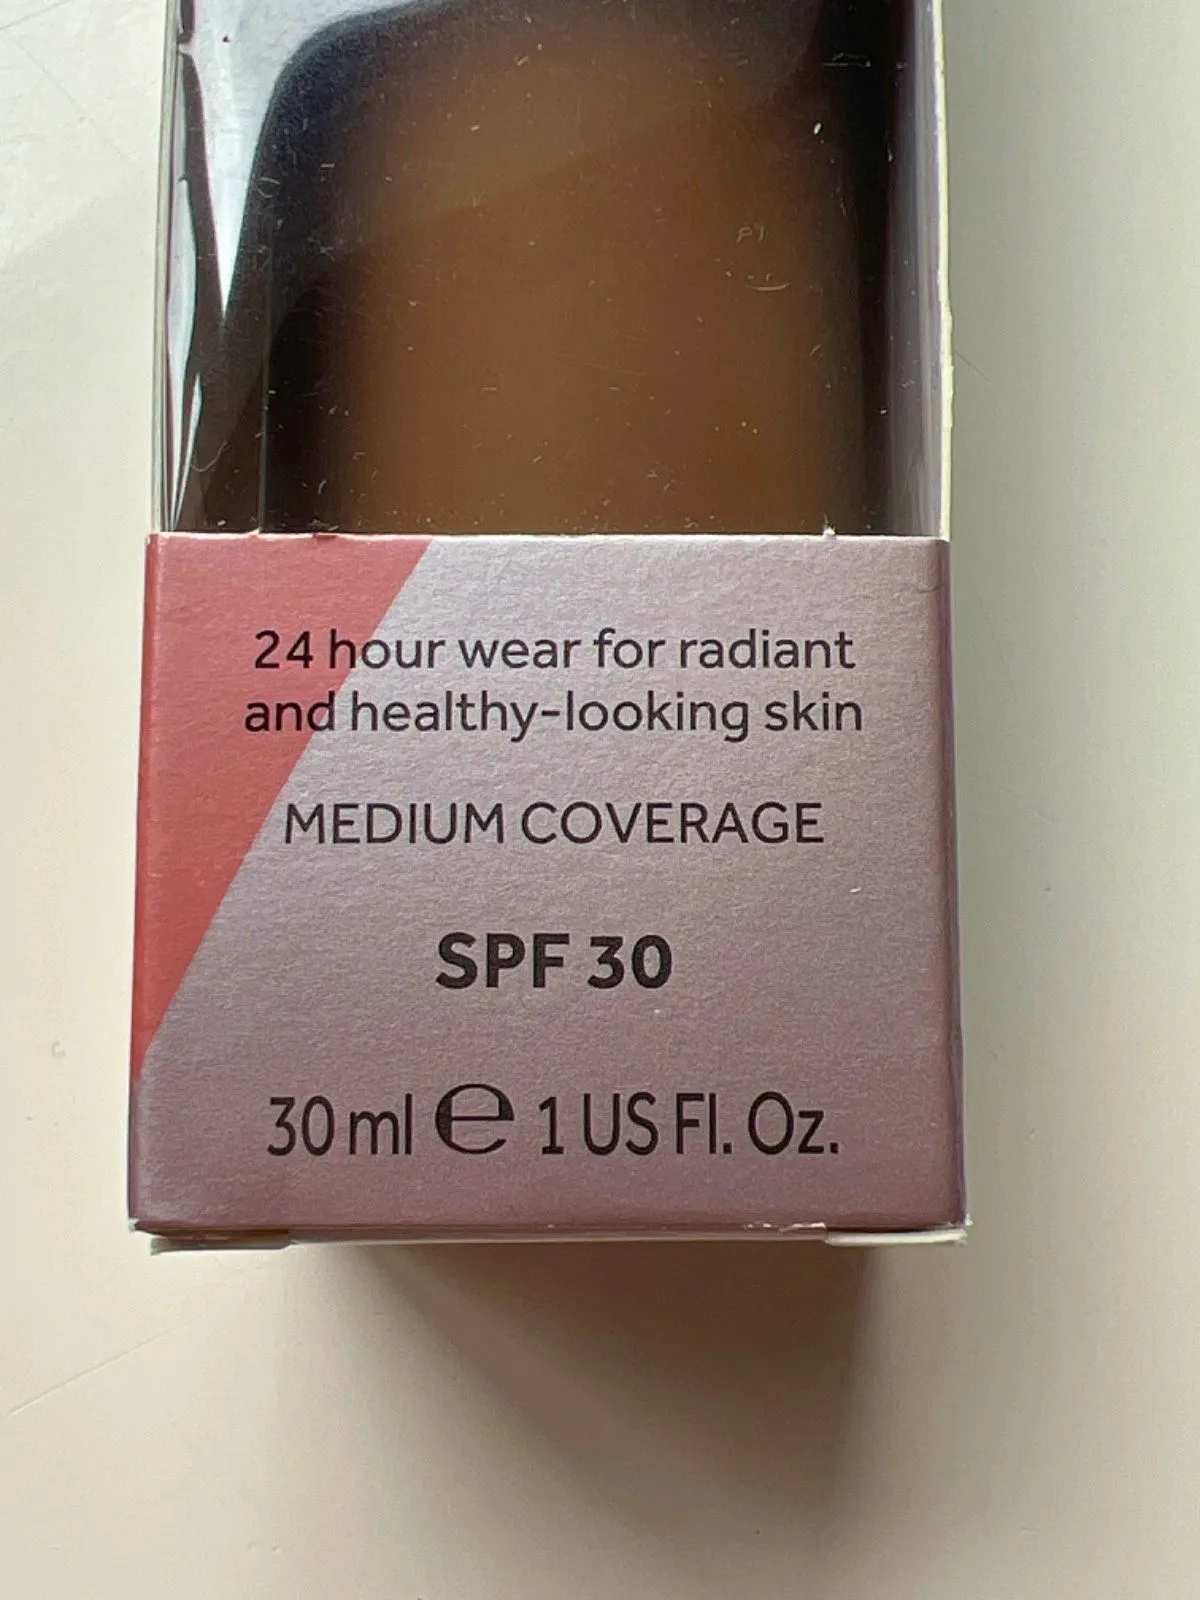 24 hour wear for radiant
and healthy-looking skin
MEDIUM COVERAGE
SPF 30
30 ml ℮ 1 US Fl. Oz.